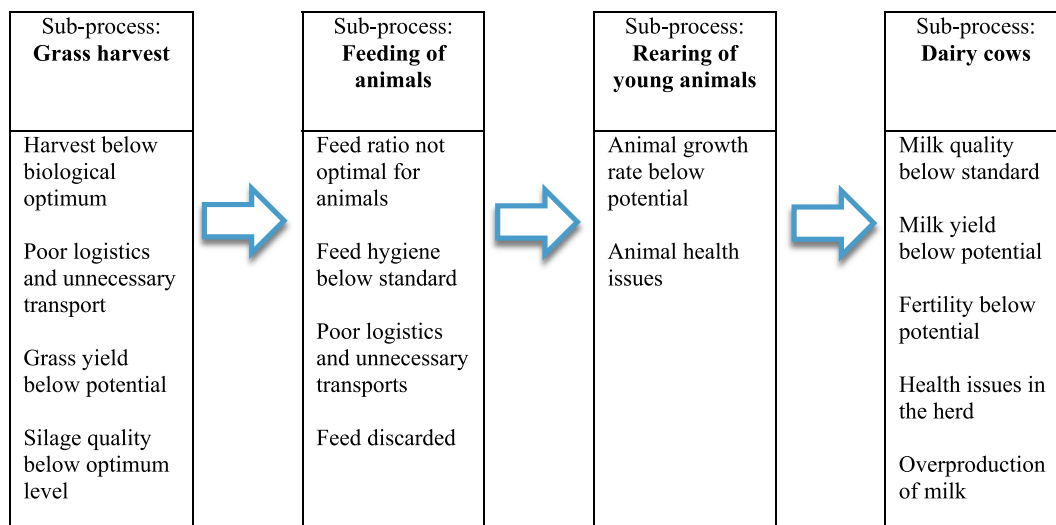 Sub-process:
Grass harvest
Harvest below
biological
optimum
Poor logistics
and unnecessary
transport
Grass yield
below potential
Silage quality
below optimum
level
Sub-process:
Feeding of
animals
Feed ratio not
optimal for
animals
Feed hygiene
below standard
Poor logistics
and unnecessary
transports
Feed discarded
Sub-process:
Rearing of
young animals
Animal growth
rate below
potential
Animal health
issues
Sub-process:
Dairy cows
Milk quality
below standard
Milk yield
below potential
Fertility below
potential
Health issues in
the herd
Overproduction
of milk